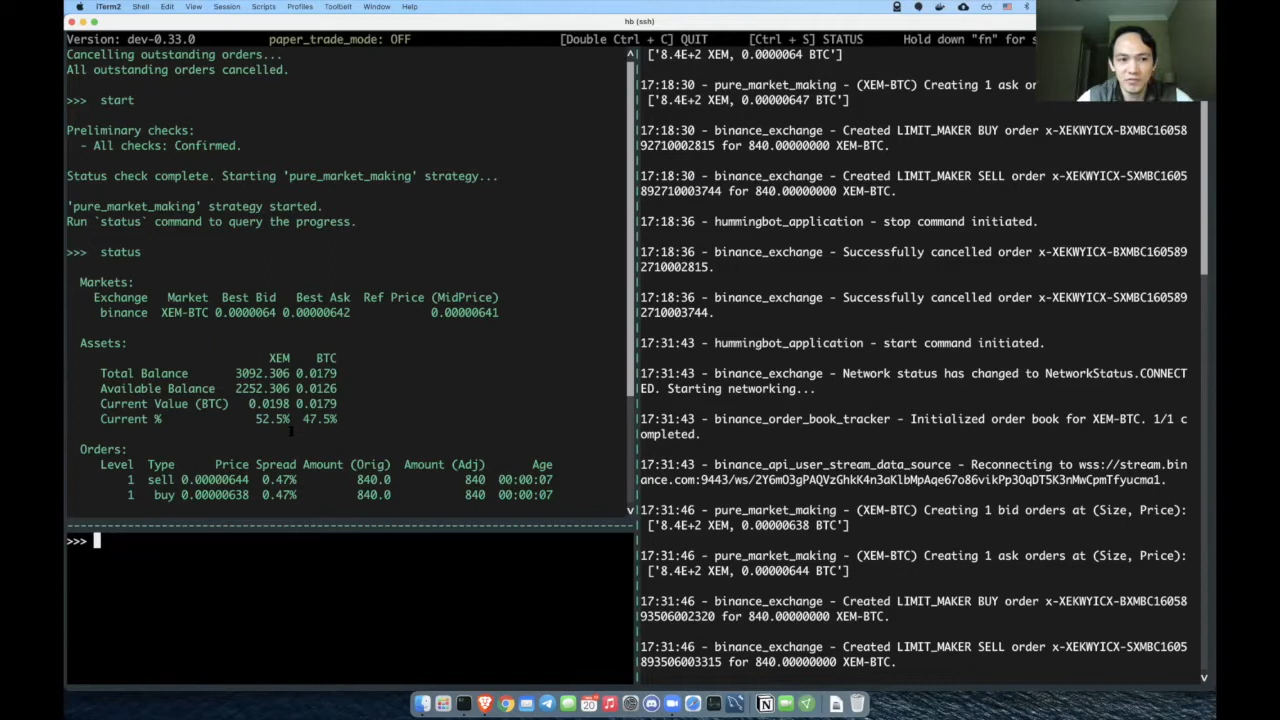 iTerm2 Shell Edit View Session Scripts Profiles Toolbelt Window Help
hb (ssh)
Version: dev-0.33.0 paper_trade_mode: OFF [Double Ctrl + C] QUIT [Ctrl + S] STATUS Hold down "fn" for s
Cancelling outstanding orders...
All outstanding orders cancelled.
>>> start
Preliminary checks:
- All checks: Confirmed.
Status check complete. Starting 'pure_market_making' strategy...
'pure_market_making' strategy started.
Run `status` command to query the progress.
>>> status
Markets:
Exchange Market Best Bid Best Ask Ref Price (MidPrice)
binance XEM-BTC 0.0000064 0.00000642 0.00000641
Assets:
XEM BTC
Total Balance 3092.306 0.0179
Available Balance 2252.306 0.0126
Current Value (BTC) 0.0198 0.0179
Current % 52.5% 47.5%
Orders:
Level Type Price Spread Amount (Orig) Amount (Adj) Age
1 sell 0.00000644 0.47% 840.0 840 00:00:07
1 buy 0.00000638 0.47% 840.0 840 00:00:07
>>>
['8.4E+2 XEM, 0.0000064 BTC']
17:18:30 - pure_market_making - (XEM-BTC) Creating 1 ask or
['8.4E+2 XEM, 0.00000647 BTC']
17:18:30 - binance_exchange - Created LIMIT_MAKER BUY order x-XEKWYICX-BXMBC16058
92710002815 for 840.00000000 XEM-BTC.
17:18:30 - binance_exchange - Created LIMIT_MAKER SELL order x-XEKWYICX-SXMBC1605
892710003744 for 840.00000000 XEM-BTC.
17:18:36 - hummingbot_application - stop command initiated.
17:18:36 - binance_exchange - Successfully cancelled order x-XEKWYICX-BXMBC160589
2710002815.
17:18:36 - binance_exchange - Successfully cancelled order x-XEKWYICX-SXMBC160589
2710003744.
17:31:43 - hummingbot_application - start command initiated.
17:31:43 - binance_exchange - Network status has changed to NetworkStatus.CONNECT
ED. Starting networking...
17:31:43 - binance_order_book_tracker - Initialized order book for XEM-BTC. 1/1 c
ompleted.
17:31:43 - binance_api_user_stream_data_source - Reconnecting to wss://stream.bin
ance.com:9443/ws/2Y6mO3gPAQVzGhkK4n3aKlbMpAqe67o86vikPp3OqDT5K3nMwCpmTfyucma1.
17:31:46 - pure_market_making - (XEM-BTC) Creating 1 bid orders at (Size, Price):
['8.4E+2 XEM, 0.00000638 BTC']
17:31:46 - pure_market_making - (XEM-BTC) Creating 1 ask orders at (Size, Price):
['8.4E+2 XEM, 0.00000644 BTC']
17:31:46 - binance_exchange - Created LIMIT_MAKER BUY order x-XEKWYICX-BXMBC16058
93506002320 for 840.00000000 XEM-BTC.
17:31:46 - binance_exchange - Created LIMIT_MAKER SELL order x-XEKWYICX-SXMBC1605
893506003315 for 840.00000000 XEM-BTC.
20